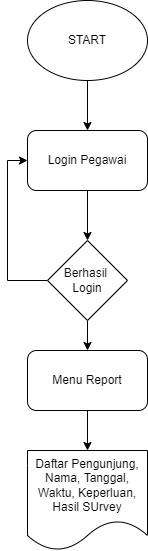 START
Login Pegawai
Berhasil
Login
Menu Report
Daftar Pengunjung,
Nama, Tanggal,
Waktu, Keperluan,
Hasil SUrvey